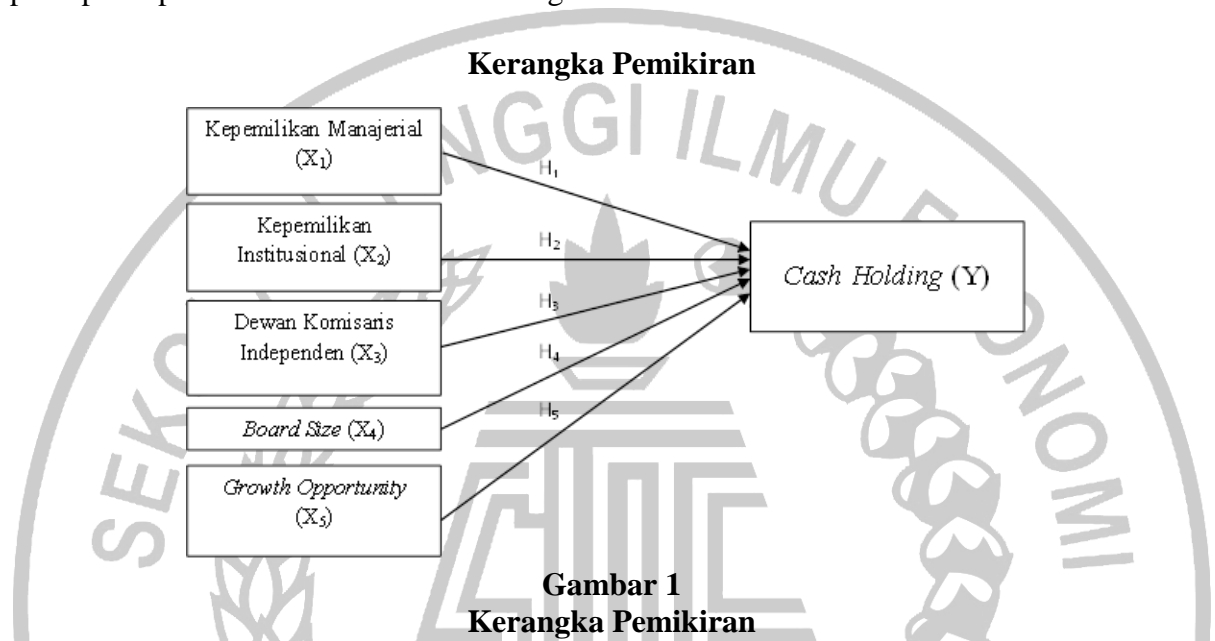 Kerangka Pemikiran
Kepemilikan Manajerial
(X₁)
H₁
Kepemilikan
Institusional (X₂)
H₂
Cash Holding (Y)
Dewan Komisaris
Independen (X₃)
H₃
H₄
Board Size (X₄)
H₅
Growth Opportunity
(X₅)
Gambar 1
Kerangka Pemikiran